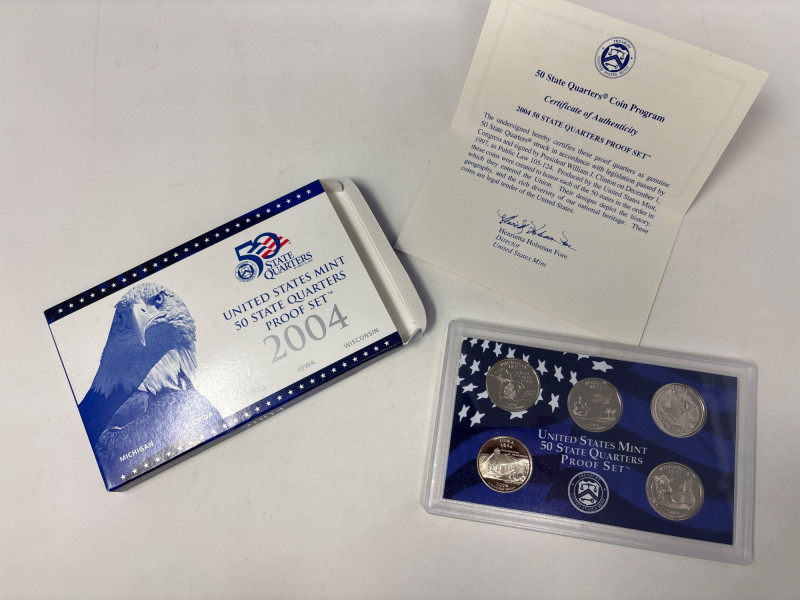 50
STATE
QUARTERS
UNITED STATES MINT
50 STATE QUARTERS
PROOF SET™
2004
MICHIGAN
IOWA
WISCONSIN
50 State Quarters® Coin Program
Certificate of Authenticity
2004 50 STATE QUARTERS PROOF SET™
The undersigned hereby certifies these proof quarters as genuine
50 State Quarters® struck in accordance with legislation passed by
Congress and signed by President William J. Clinton on December 1,
1997, as Public Law 105-124. Produced by the United States Mint,
these coins were created to honor each of the 50 states in the order in
which they entered the Union. Their designs depict the history,
geography, and the rich diversity of our national heritage. These
coins are legal tender of the United States.
Henrietta Holsman Fore
Director
United States Mint
MICHIGAN
IOWA
1846
UNITED STATES MINT
50 STATE QUARTERS
PROOF SET™